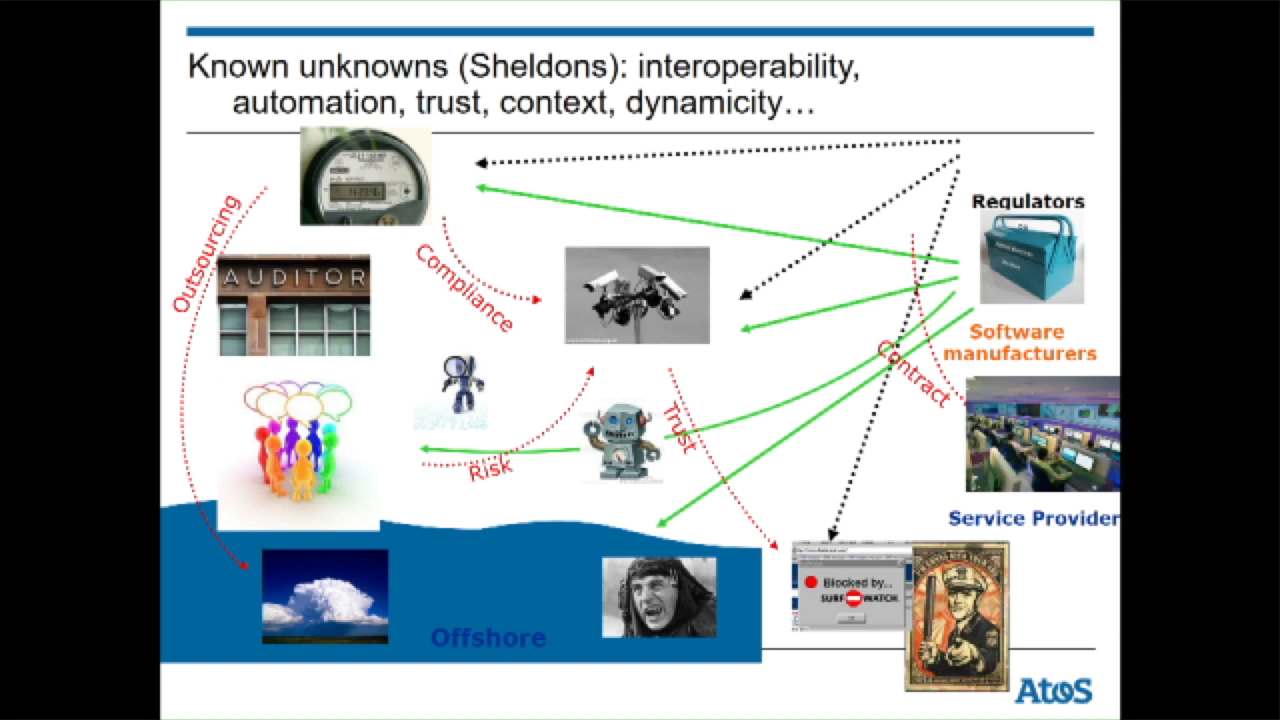 Known unknowns (Sheldons): interoperability,
automation, trust, context, dynamicity…
Outsourcing
Compliance
AUDITOR
Regulators
Software
manufacturers
Contract
Trust
Risk
Service Provider
Offshore
Blocked by...
SURF WATCH
AtoS